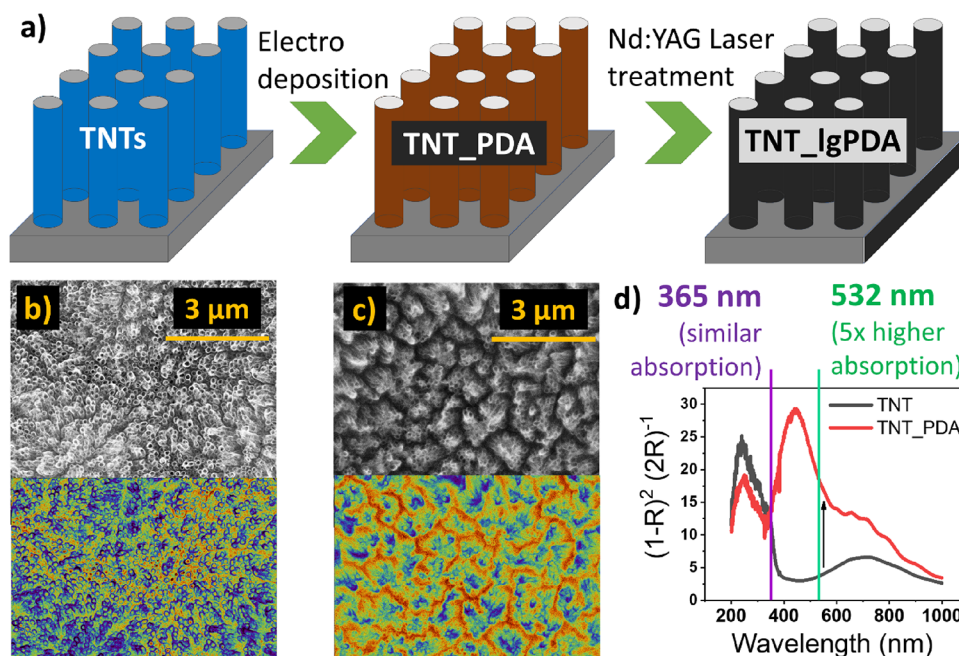 a)
Electro
deposition
Nd:YAG Laser
treatment
TNTs
TNT_PDA
TNT_lgPDA
b)
3 µm
c)
3 µm
d)
365 nm
(similar
absorption)
532 nm
(5x higher
absorption)
TNT
TNT_PDA
(1-R)² (2R)⁻¹
30
25
20
15
10
5
0
200 400 600 800 1000
Wavelength (nm)